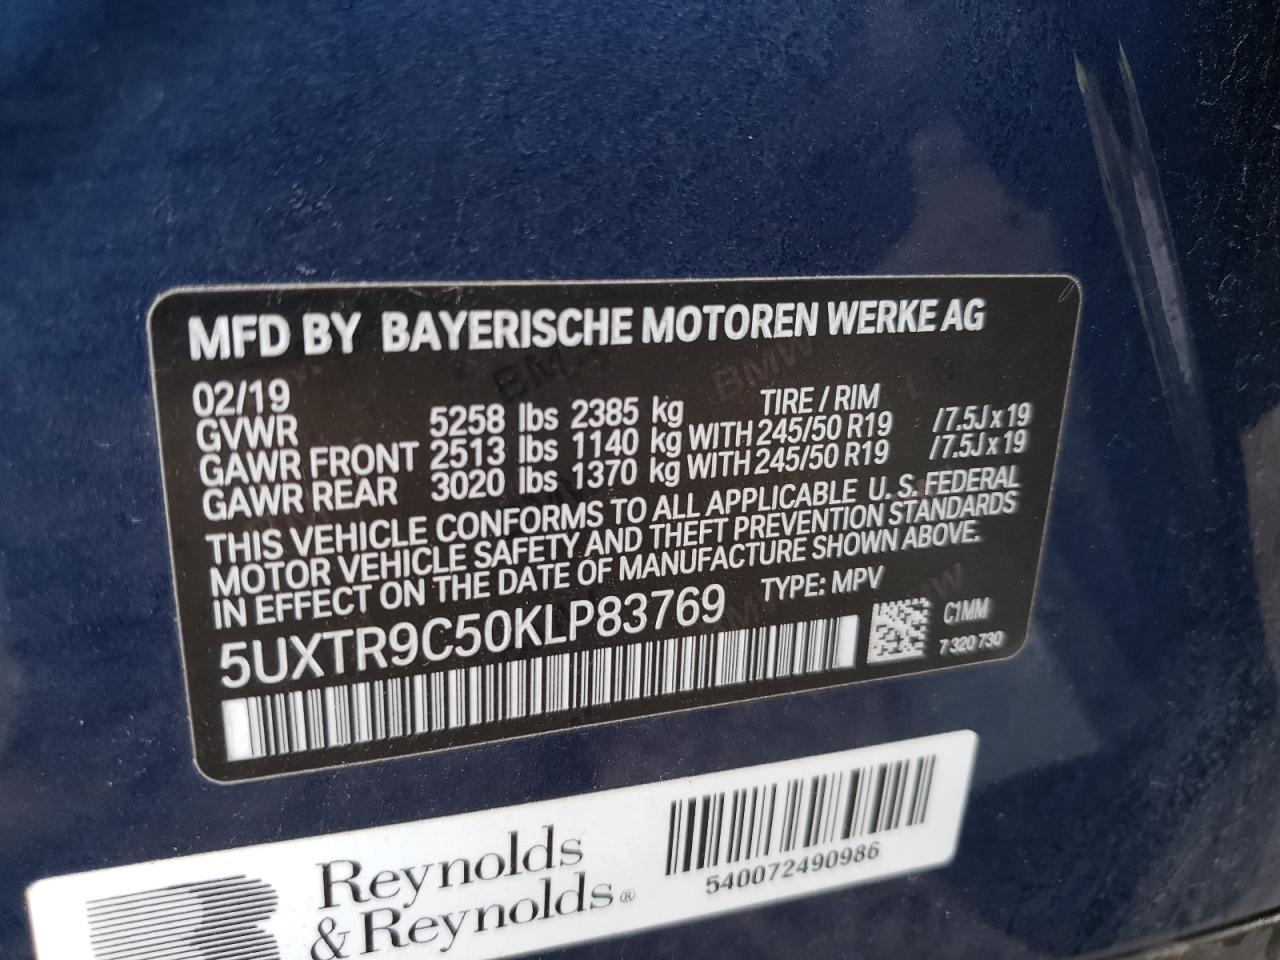 MFD BY BAYERISCHE MOTOREN WERKE AG
02/19 TIRE / RIM
GVWR 5258 lbs 2385 kg
GAWR FRONT 2513 lbs 1140 kg WITH 245/50 R19 /7.5J x 19
GAWR REAR 3020 lbs 1370 kg WITH 245/50 R19 /7.5J x 19
THIS VEHICLE CONFORMS TO ALL APPLICABLE U. S. FEDERAL
MOTOR VEHICLE SAFETY AND THEFT PREVENTION STANDARDS
IN EFFECT ON THE DATE OF MANUFACTURE SHOWN ABOVE.
5UXTR9C50KLP83769 TYPE: MPV
C1MM
7 320 730
Reynolds
& Reynolds®
540072490986